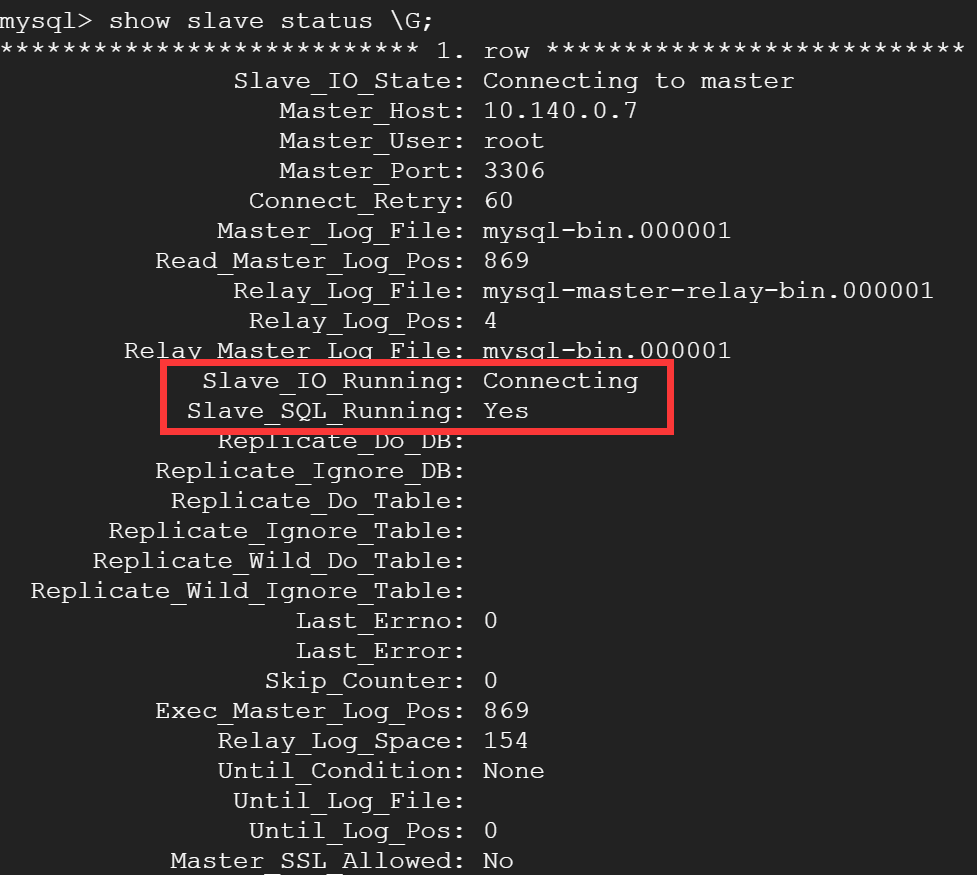 mysql> show slave status \G;
*************************** 1. row ***************************
Slave_IO_State: Connecting to master
Master_Host: 10.140.0.7
Master_User: root
Master_Port: 3306
Connect_Retry: 60
Master_Log_File: mysql-bin.000001
Read_Master_Log_Pos: 869
Relay_Log_File: mysql-master-relay-bin.000001
Relay_Log_Pos: 4
Relay_Master_Log_File: mysql-bin.000001
Slave_IO_Running: Connecting
Slave_SQL_Running: Yes
Replicate_Do_DB:
Replicate_Ignore_DB:
Replicate_Do_Table:
Replicate_Ignore_Table:
Replicate_Wild_Do_Table:
Replicate_Wild_Ignore_Table:
Last_Errno: 0
Last_Error:
Skip_Counter: 0
Exec_Master_Log_Pos: 869
Relay_Log_Space: 154
Until_Condition: None
Until_Log_File:
Until_Log_Pos: 0
Master_SSL_Allowed: No